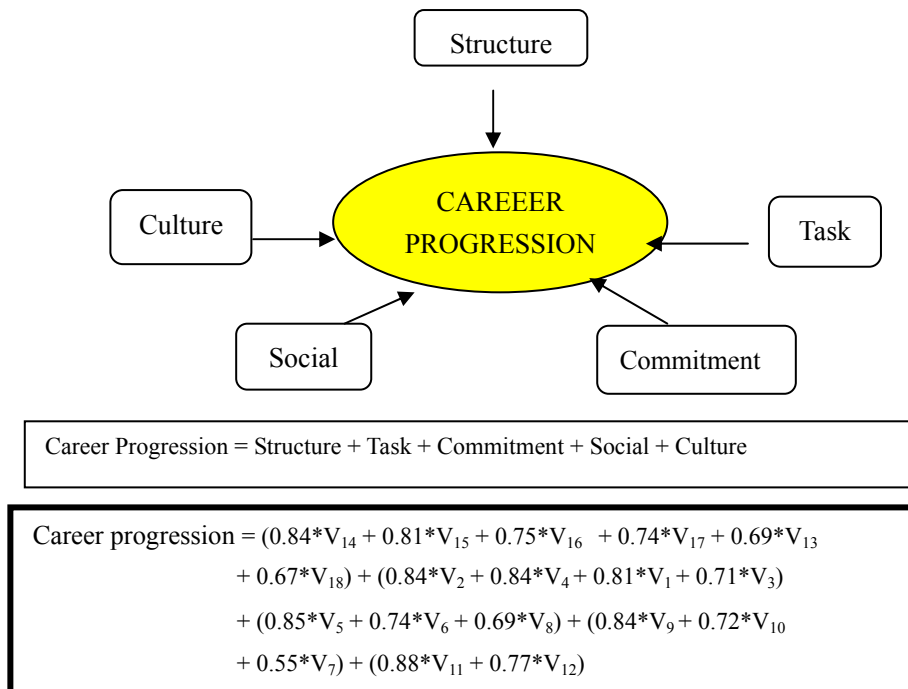 Structure
CAREEER
PROGRESSION
Culture
Task
Social
Commitment
Career Progression = Structure + Task + Commitment + Social + Culture
Career progression = (0.84*V₁₄ + 0.81*V₁₅ + 0.75*V₁₆ + 0.74*V₁₇ + 0.69*V₁₃
+ 0.67*V₁₈) + (0.84*V₂ + 0.84*V₄ + 0.81*V₁ + 0.71*V₃)
+ (0.85*V₅ + 0.74*V₆ + 0.69*V₈) + (0.84*V₉ + 0.72*V₁₀
+ 0.55*V₇) + (0.88*V₁₁ + 0.77*V₁₂)